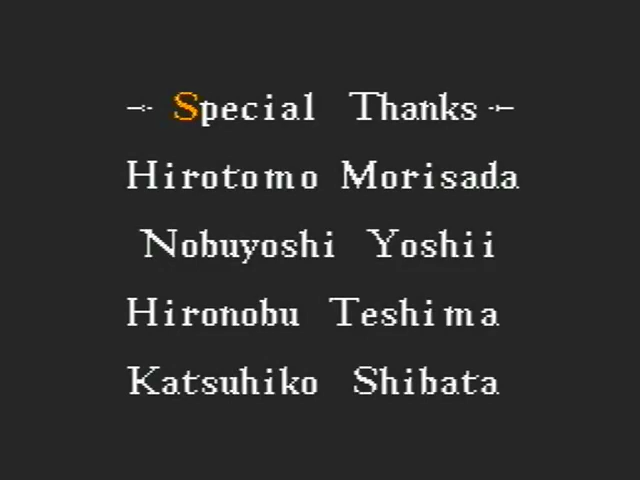 Special Thanks
Hirotomo Morisada
Nobuyoshi Yoshii
Hironobu Teshima
Katsuhiko Shibata